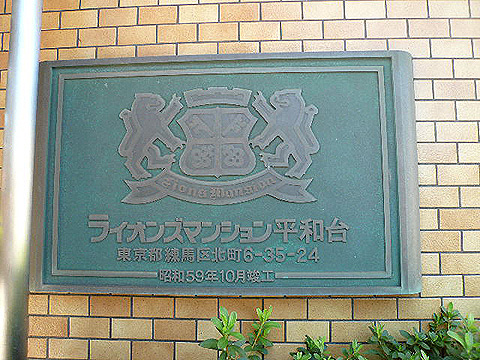 Lions Mansion
ライオンズマンション平和台
東京都練馬区北町6-35-24
昭和59年10月竣工